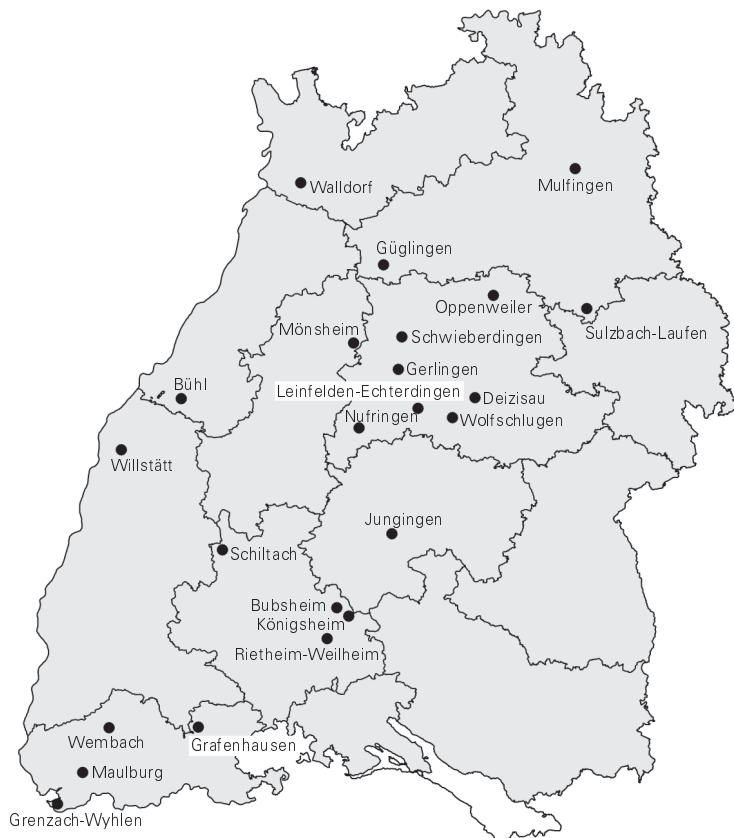 Walldorf
Mulfingen
Güglingen
Oppenweiler
Sulzbach-Laufen
Mönsheim
Schwieberdingen
Gerlingen
Bühl
Leinfelden-Echterdingen
Deizisau
Nufringen
Wolfschlugen
Willstätt
Jungingen
Schiltach
Bubsheim
Königsheim
Rietheim-Weilheim
Wembach
Grafenhausen
Maulburg
Grenzach-Wyhlen